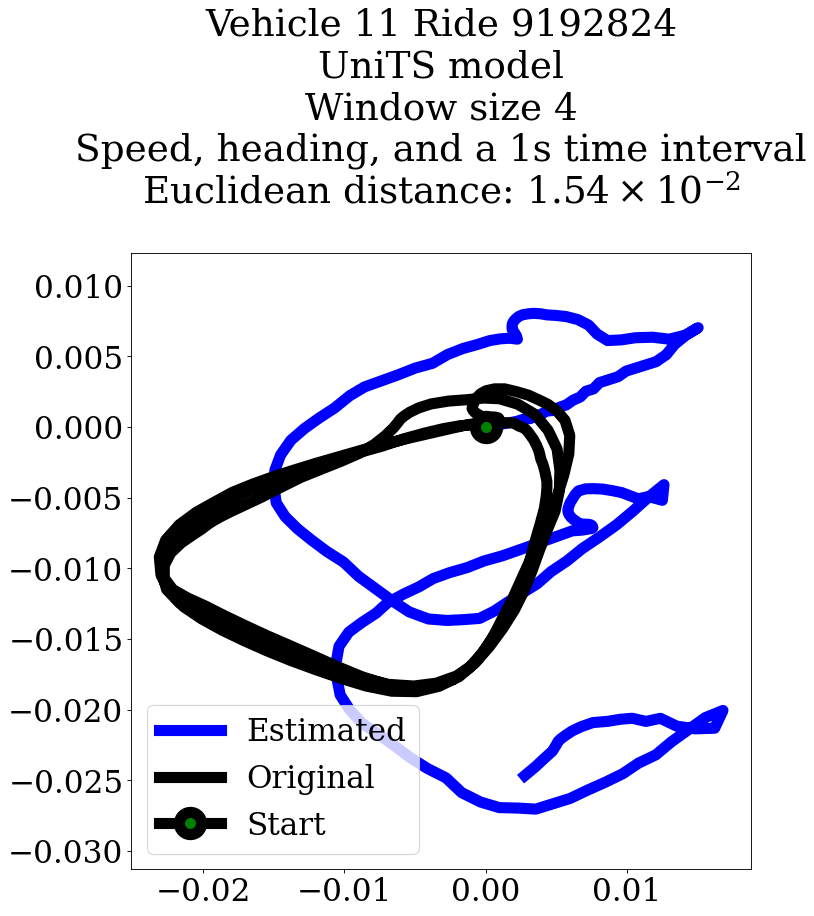 Vehicle 11 Ride 9192824
UniTS model
Window size 4
Speed, heading, and a 1s time interval
Euclidean distance: 1.54 × 10⁻²
0.010
0.005
0.000
−0.005
−0.010
−0.015
−0.020
−0.025
−0.030
Estimated
Original
Start
−0.02
−0.01
0.00
0.01